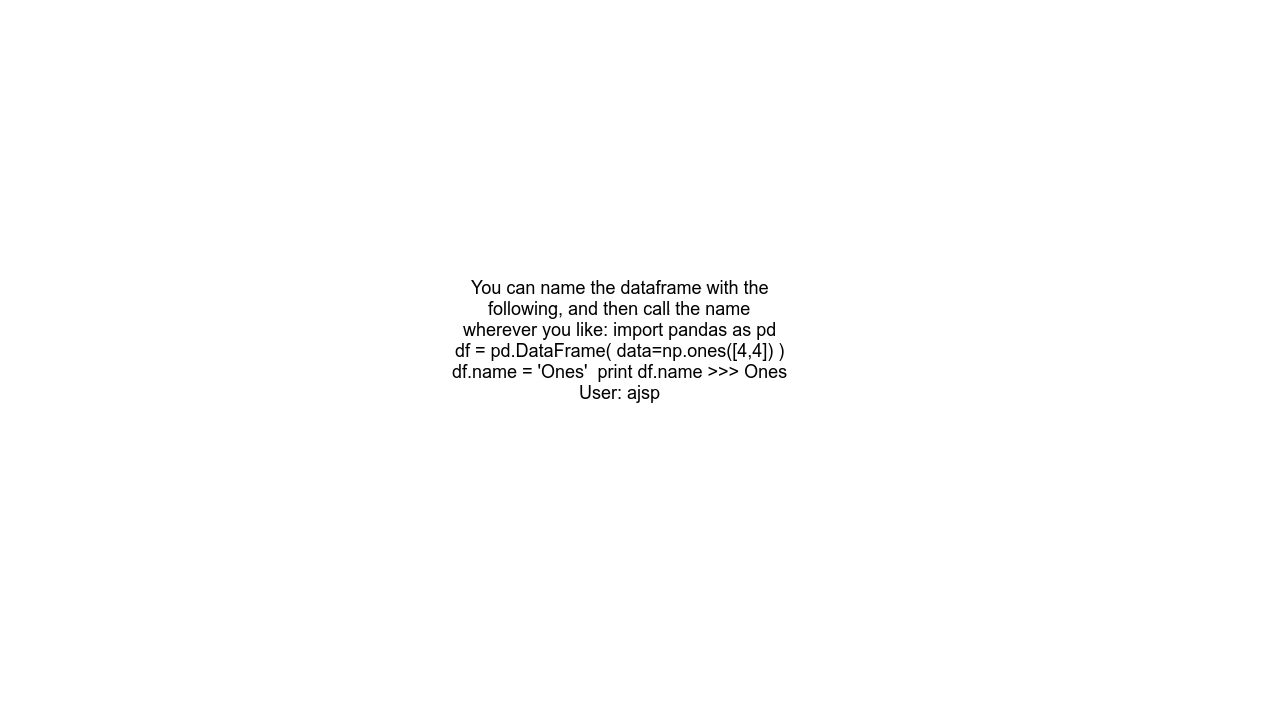 You can name the dataframe with the
following, and then call the name
wherever you like: import pandas as pd
df = pd.DataFrame( data=np.ones([4,4]) )
df.name = 'Ones'  print df.name >>> Ones
User: ajsp